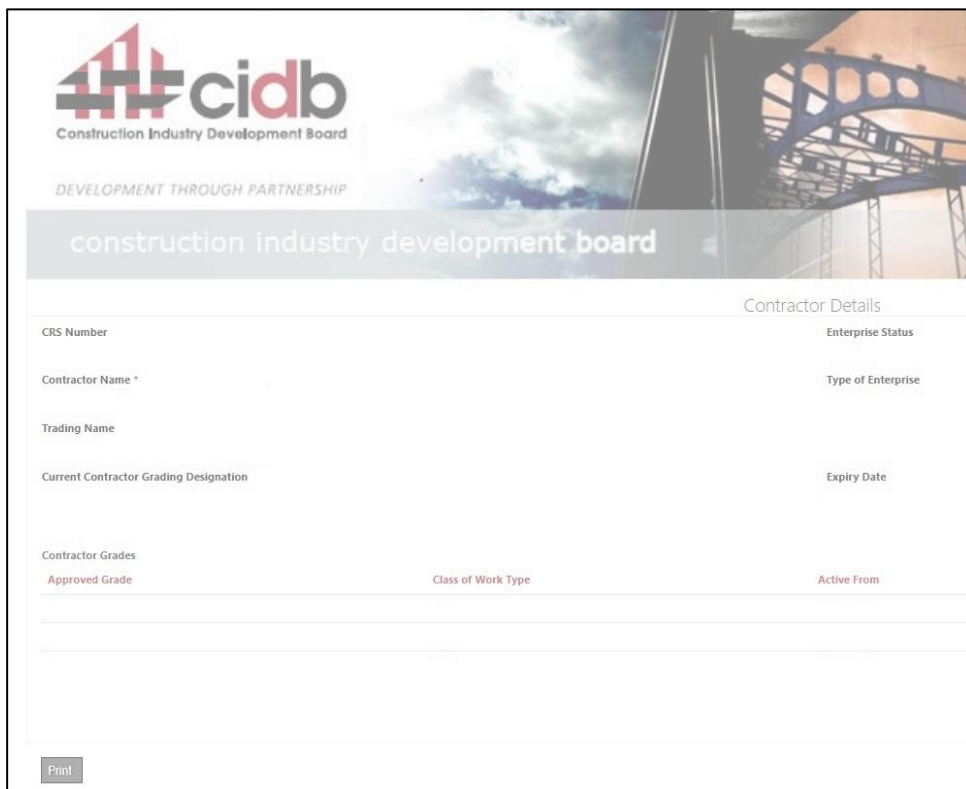 cidb
Construction Industry Development Board
DEVELOPMENT THROUGH PARTNERSHIP
construction industry development board
Contractor Details
CRS Number Enterprise Status
Contractor Name * Type of Enterprise
Trading Name
Current Contractor Grading Designation Expiry Date
Contractor Grades
Approved Grade Class of Work Type Active From
Print